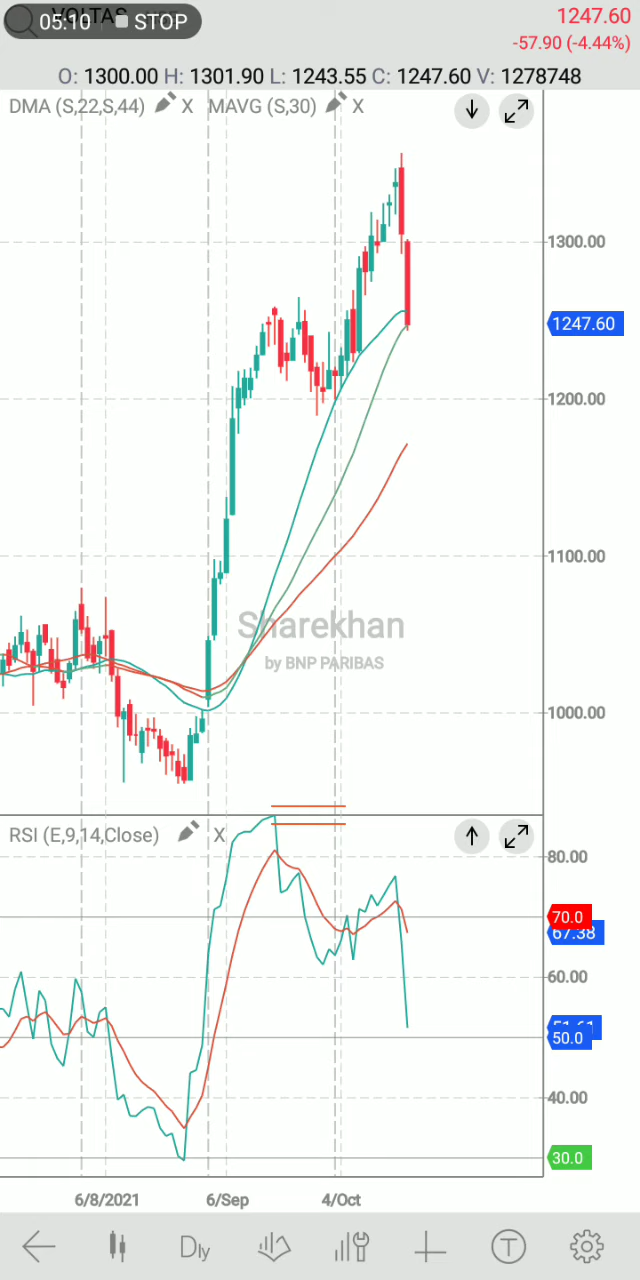 VOLTAS
05:10 STOP
1247.60
-57.90 (-4.44%)
O: 1300.00 H: 1301.90 L: 1243.55 C: 1247.60 V: 1278748
DMA (S,22,S,44) X MAVG (S,30) X
1300.00
1247.60
1200.00
1100.00
Sharekhan
by BNP PARIBAS
1000.00
RSI (E,9,14,Close) X
80.00
70.0
67.38
60.00
50.0
40.00
30.0
6/8/2021 6/Sep 4/Oct
Dly
T